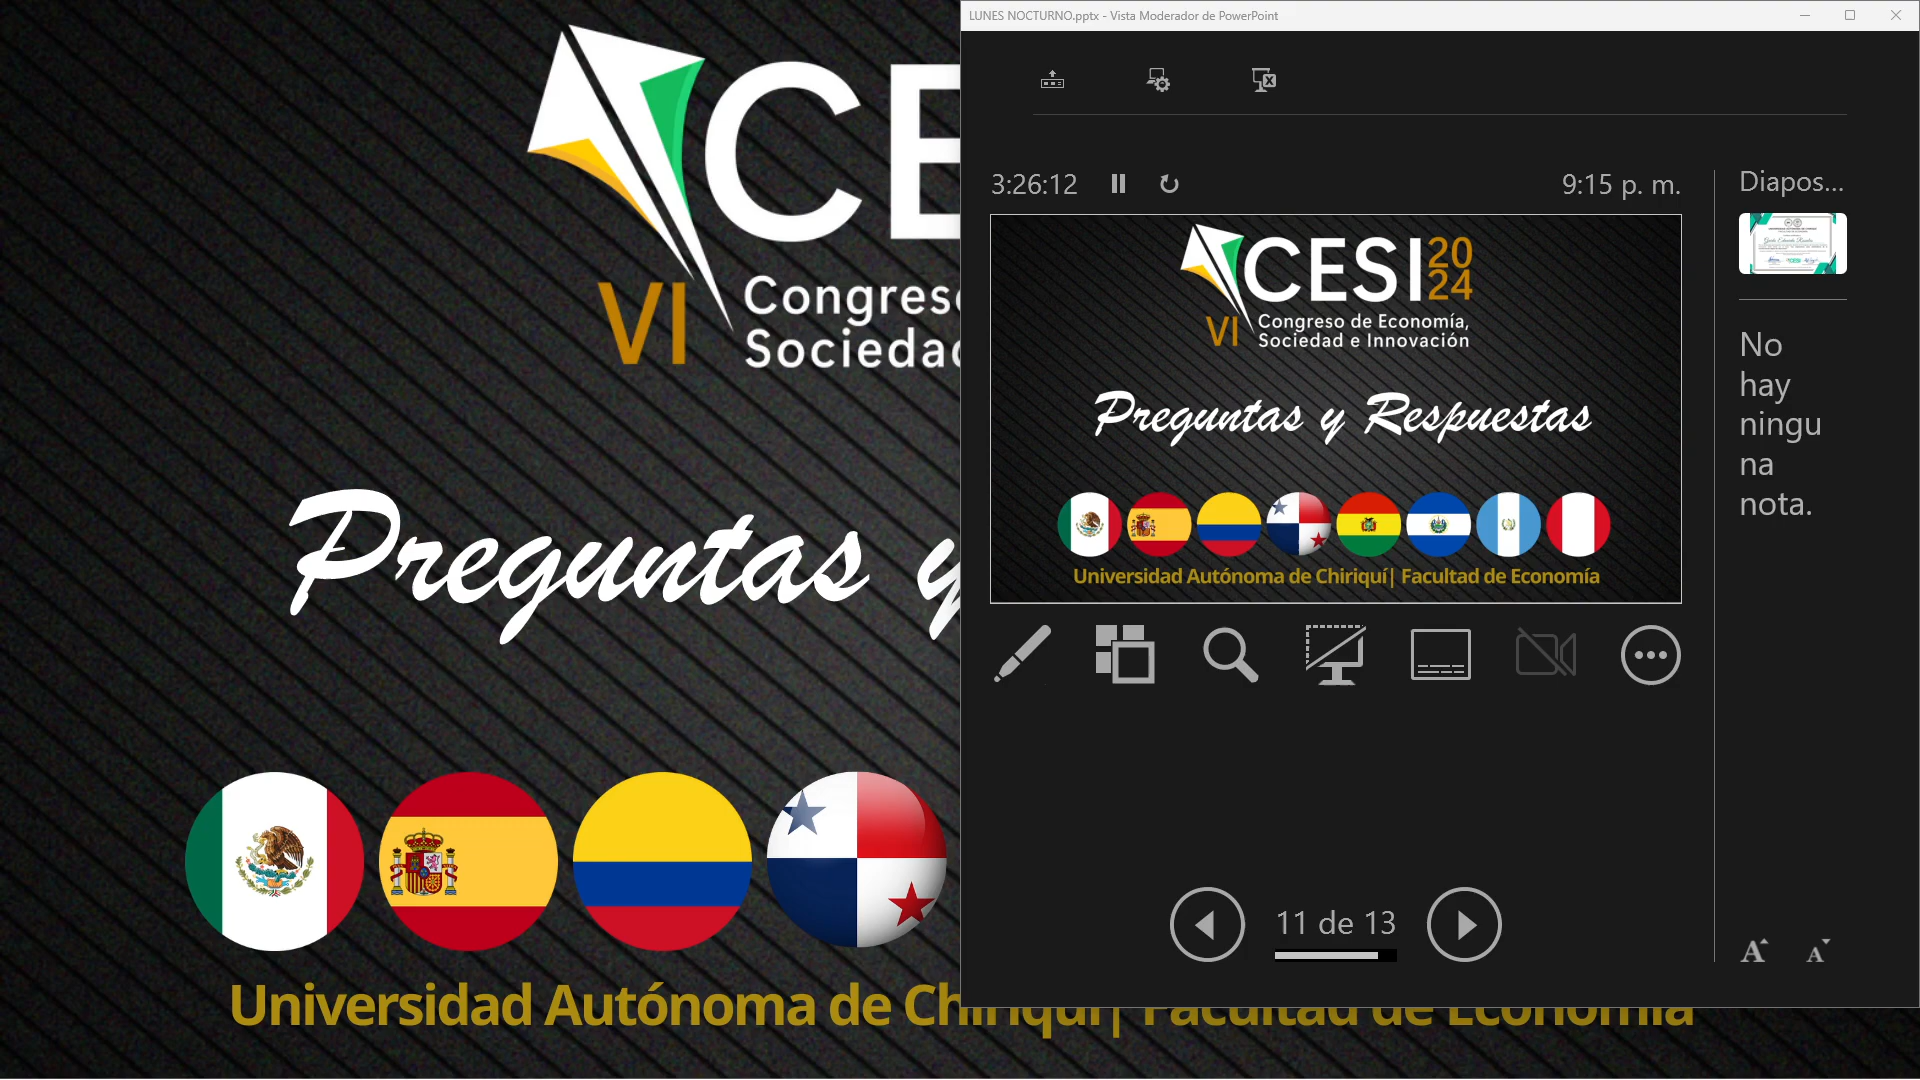 CE
VI
Congres
Sociedad
Preguntas y
Universidad Autónoma de Chiriquí| Facultad de Economía
LUNES NOCTURNO.pptx - Vista Moderador de PowerPoint
3:26:12
9:15 p. m.
CESI 20
24
VI
Congreso de Economía,
Sociedad e Innovación
Preguntas y Respuestas
Universidad Autónoma de Chiriquí| Facultad de Economía
11 de 13
Diapos...
No
hay
ningu
na
nota.
A A